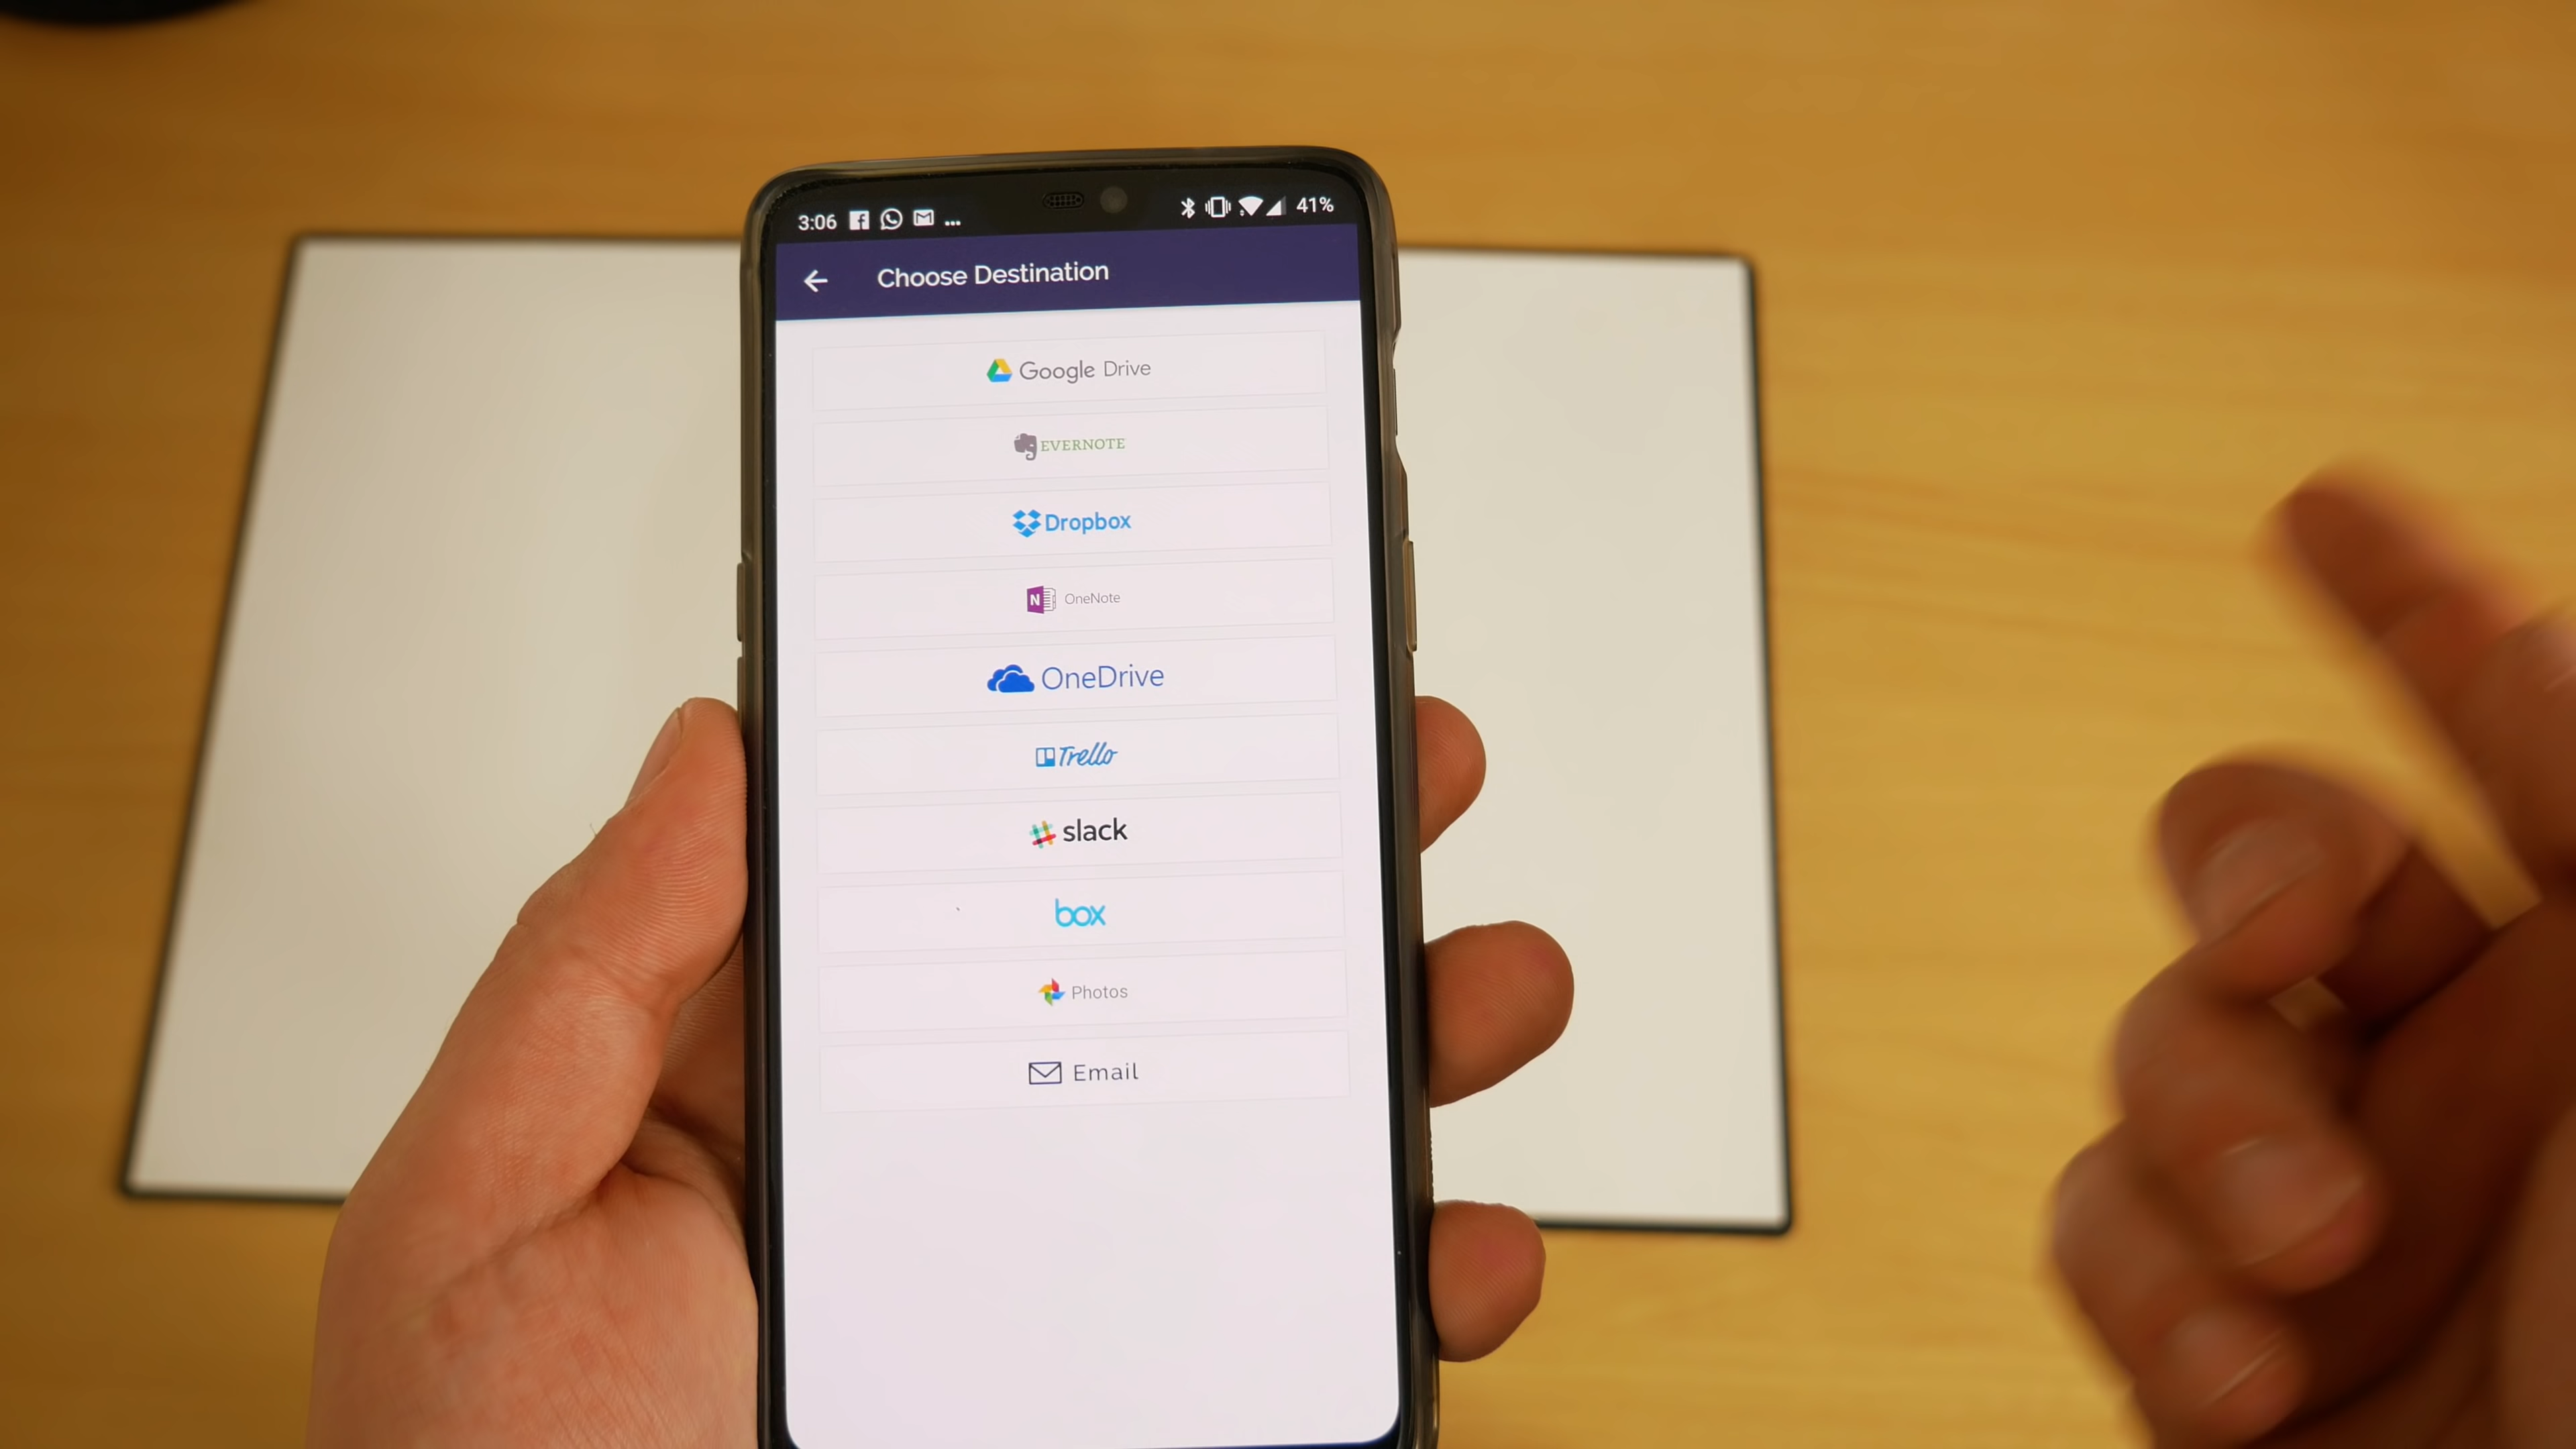 3:06 ... 41%
Choose Destination
Google Drive
EVERNOTE
Dropbox
N OneNote
OneDrive
Trello
slack
box
Photos
Email